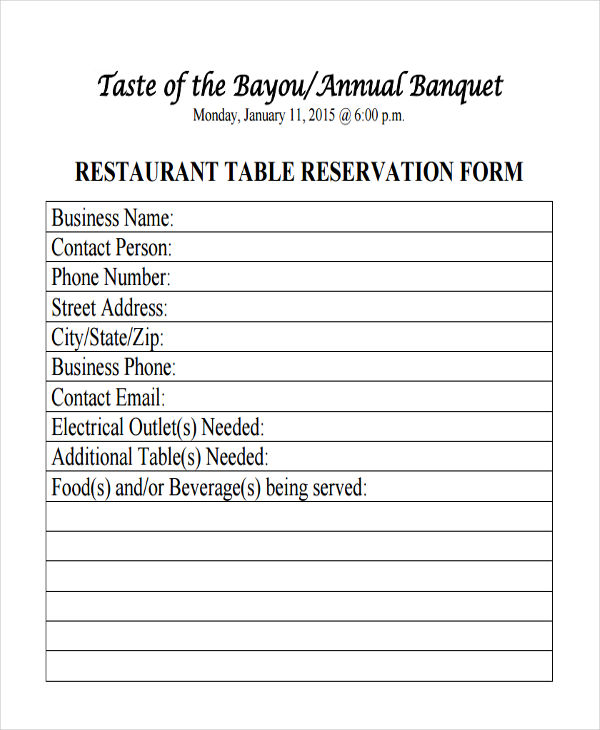 Taste of the Bayou/Annual Banquet
Monday, January 11, 2015 @ 6:00 p.m.
RESTAURANT TABLE RESERVATION FORM
Business Name:
Contact Person:
Phone Number:
Street Address:
City/State/Zip:
Business Phone:
Contact Email:
Electrical Outlet(s) Needed:
Additional Table(s) Needed:
Food(s) and/or Beverage(s) being served: